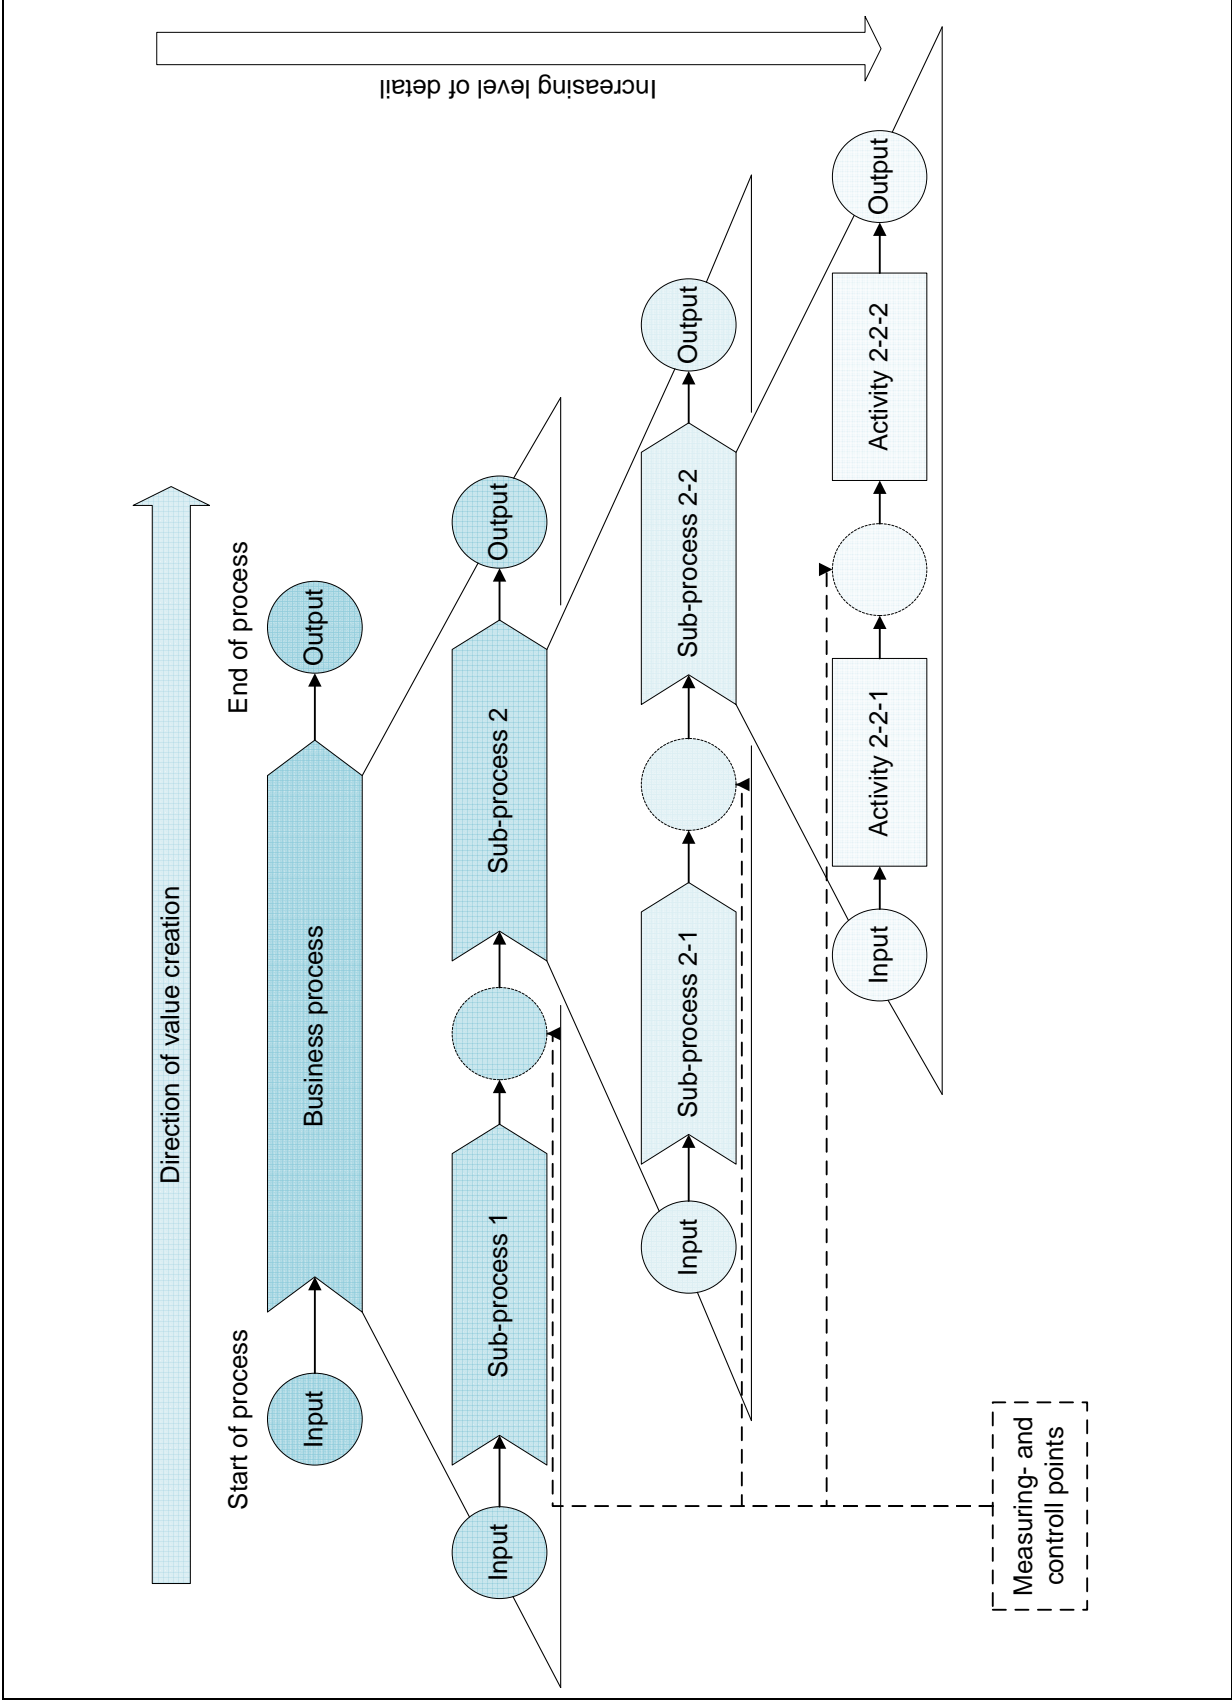 Direction of value creation
Start of process
End of process
Increasing level of detail
Input
Business process
Output
Input
Sub-process 1
Sub-process 2
Output
Input
Sub-process 2-1
Sub-process 2-2
Output
Input
Activity 2-2-1
Activity 2-2-2
Output
Measuring- and
controll points